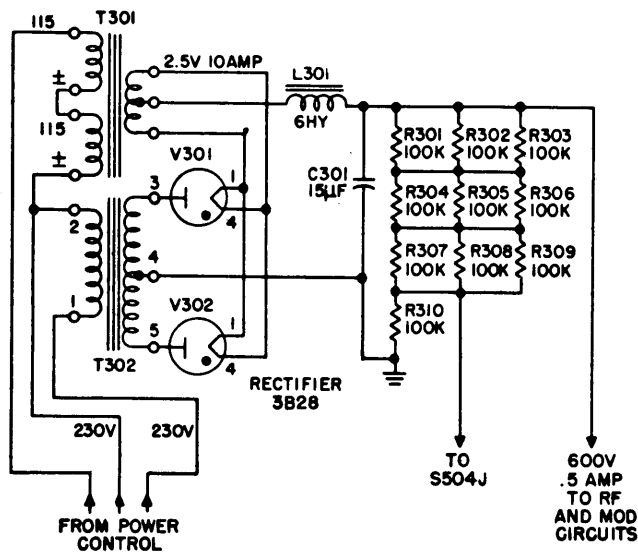 T301
115
2.5V 10AMP
±
115
±
L301
6HY
V301
1
3
4
2
4
C301
15µF
R301
100K
R302
100K
R303
100K
R304
100K
R305
100K
R306
100K
R307
100K
R308
100K
R309
100K
R310
100K
V302
1
1
5
4
T302
RECTIFIER
3B28
230V
230V
FROM POWER
CONTROL
TO
S504J
600V
.5 AMP
TO RF
AND MOD
CIRCUITS